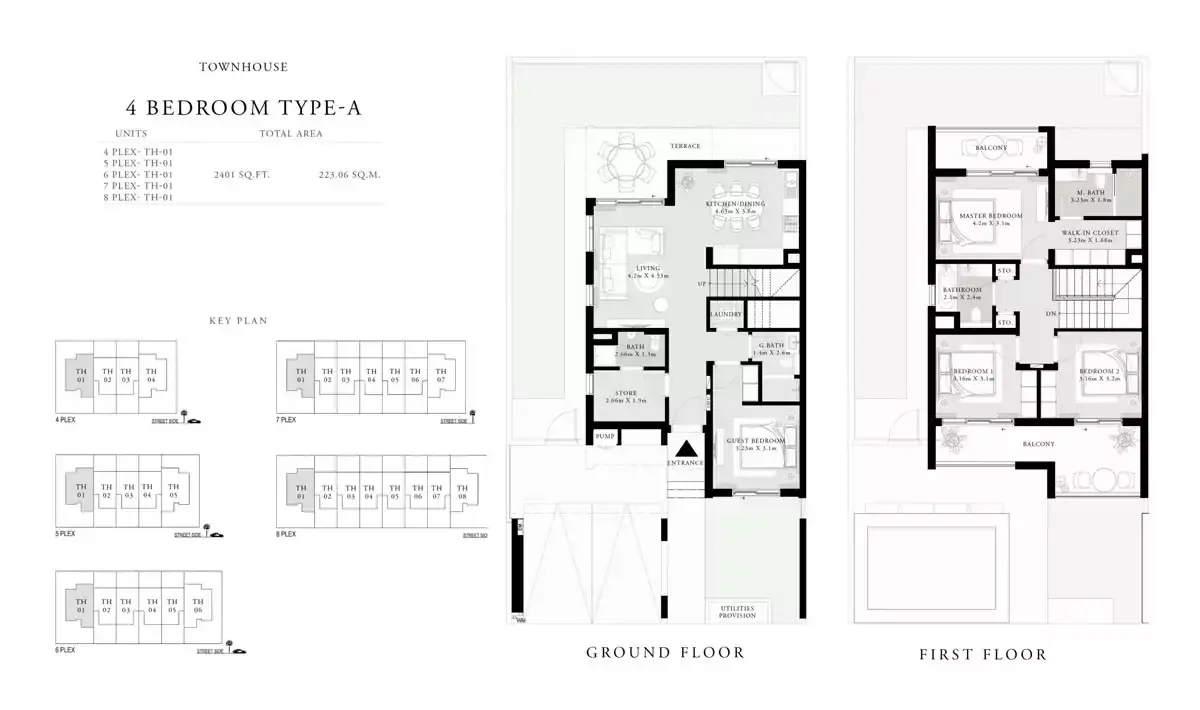 TOWNHOUSE
4 BEDROOM TYPE-A
UNITS TOTAL AREA
4 PLEX- TH-01
5 PLEX- TH-01
6 PLEX- TH-01 2401 SQ.FT. 223.06 SQ.M.
7 PLEX- TH-01
8 PLEX- TH-01
KEY PLAN
TH 01
TH 02
TH 03
TH 04
4 PLEX
STREET SIDE
TH 01
TH 02
TH 03
TH 04
TH 05
TH 06
TH 07
7 PLEX
STREET SIDE
TH 01
TH 02
TH 03
TH 04
TH 05
5 PLEX
STREET SIDE
TH 01
TH 02
TH 03
TH 04
TH 05
TH 06
TH 07
TH 08
8 PLEX
STREET SID
TH 01
TH 02
TH 03
TH 04
TH 05
TH 06
6 PLEX
STREET SIDE
TERRACE
KITCHEN/DINING
4.63m X 3.8m
LIVING
4.2m X 4.53m
UP
LAUNDRY
BATH
2.66m X 1.3m
G.BATH
1.4m X 2.6m
STORE
2.66m X 1.9m
PUMP
GUEST BEDROOM
3.23m X 3.1m
ENTRANCE
UTILITIES
PROVISION
GROUND FLOOR
BALCONY
M. BATH
3.23m X 1.8m
MASTER BEDROOM
4.2m X 3.1m
WALK-IN CLOSET
3.23m X 1.68m
STO.
BATHROOM
2.1m X 2.4m
DN.
STO.
BEDROOM 1
3.16m X 3.1m
BEDROOM 2
3.16m X 3.2m
BALCONY
FIRST FLOOR